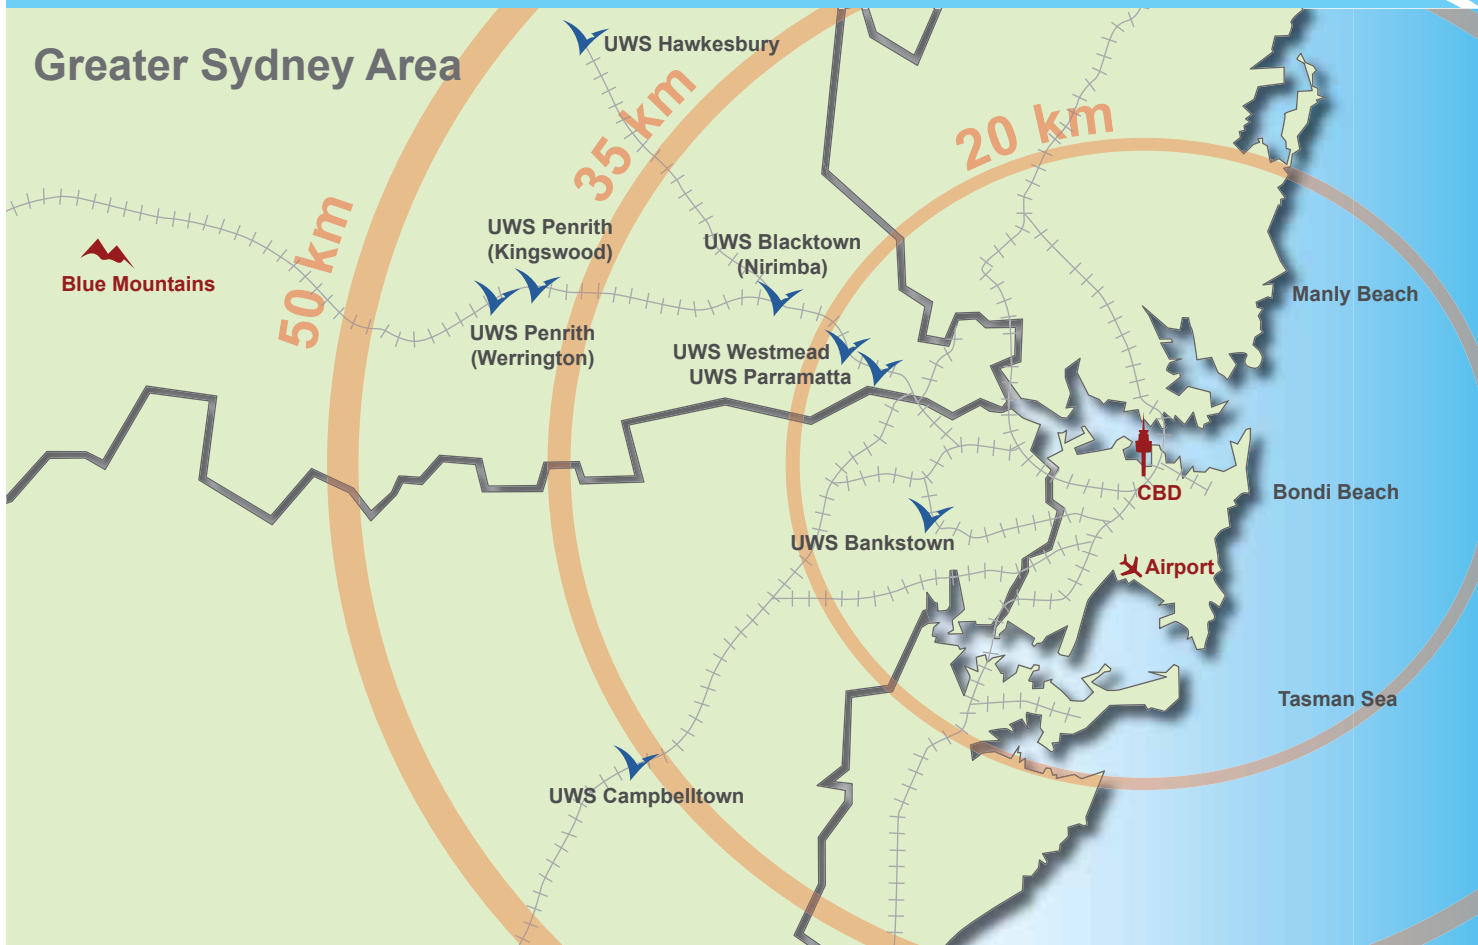 Greater Sydney Area
UWS Hawkesbury
35 km
20 km
50 km
UWS Penrith
(Kingswood)
UWS Blacktown
(Nirimba)
Blue Mountains
Manly Beach
UWS Penrith
(Werrington)
UWS Westmead
UWS Parramatta
CBD
Bondi Beach
UWS Bankstown
Airport
Tasman Sea
UWS Campbelltown